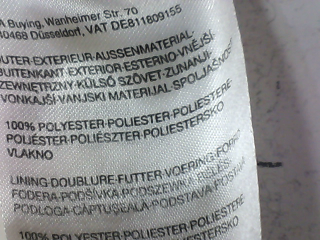 A Buying, Wanheimer Str. 70
40468 Düsseldorf, VAT DE811809155
OUTER·EXTERIEUR·AUSSENMATERIAL·
BUITENKANT·EXTERIOR·ESTERNO·VNĚJŠÍ·
ZEWNĘTRZNY·KÜLSŐ SZÖVET·ZUNANJI·
VONKAJŠÍ·VANJSKI MATERIJAL·SPOLJAŠNOST
100% POLYESTER·POLIESTER·POLIESTERE·
POLIÉSTER·POLIÉSZTER·POLIESTERSKO
VLAKNO
LINING·DOUBLURE·FUTTER·VOERING·FORRO·
FODERA·PODŠÍVKA·PODSZEWKA·BÉLÉS·
PODLOGA·CĂPTUŞEALĂ·PODSTAVA·POSTAVA
100% POLYESTER·POLIESTER·POLIESTERE